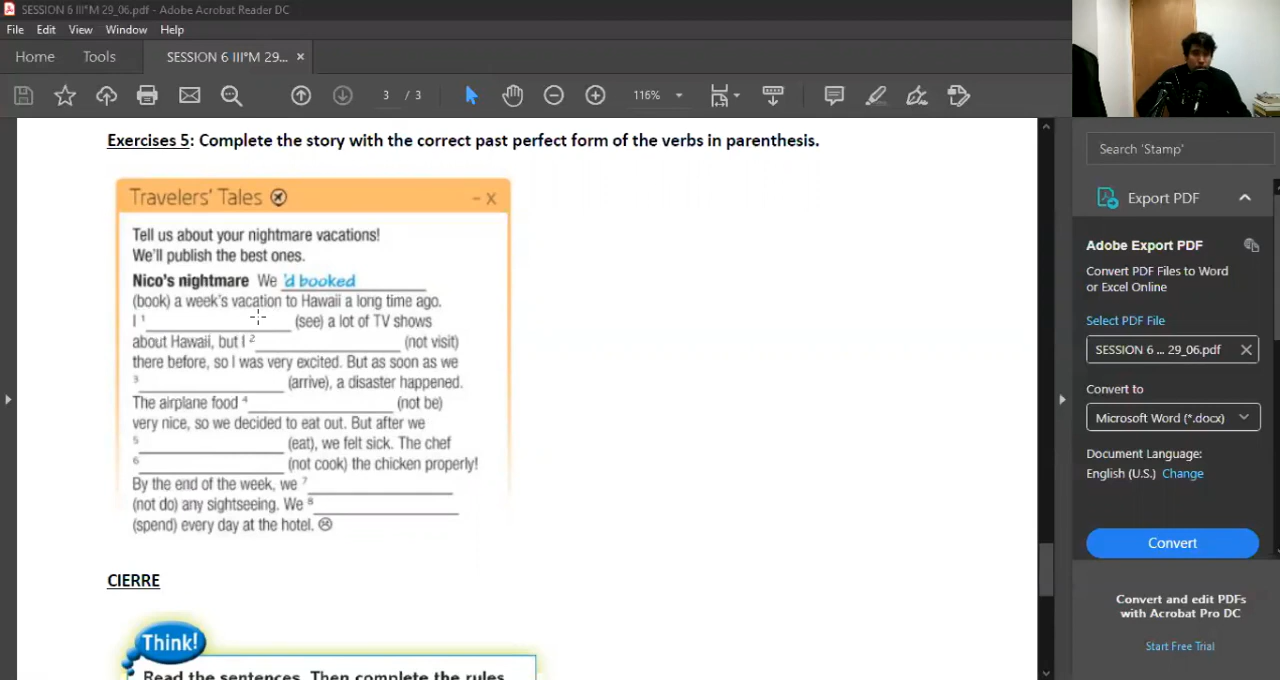 SESSION 6 III°M 29_06.pdf - Adobe Acrobat Reader DC
File Edit View Window Help
Home Tools SESSION 6 III°M 29... ×
3 / 3 116%
Exercises 5: Complete the story with the correct past perfect form of the verbs in parenthesis.
Travelers' Tales
Tell us about your nightmare vacations!
We'll publish the best ones.
Nico's nightmare We 'd booked
(book) a week's vacation to Hawaii a long time ago.
I 1 ____________ (see) a lot of TV shows
about Hawaii, but I 2 ____________ (not visit)
there before, so I was very excited. But as soon as we
3 ____________ (arrive), a disaster happened.
The airplane food 4 ____________ (not be)
very nice, so we decided to eat out. But after we
5 ____________ (eat), we felt sick. The chef
6 ____________ (not cook) the chicken properly!
By the end of the week, we 7 ____________
(not do) any sightseeing. We 8 ____________
(spend) every day at the hotel. ☹
CIERRE
Think!
Read the sentences. Then complete the rules
Search 'Stamp'
Export PDF
Adobe Export PDF
Convert PDF Files to Word
or Excel Online
Select PDF File
SESSION 6 ... 29_06.pdf
Convert to
Microsoft Word (*.docx)
Document Language:
English (U.S.) Change
Convert
Convert and edit PDFs
with Acrobat Pro DC
Start Free Trial